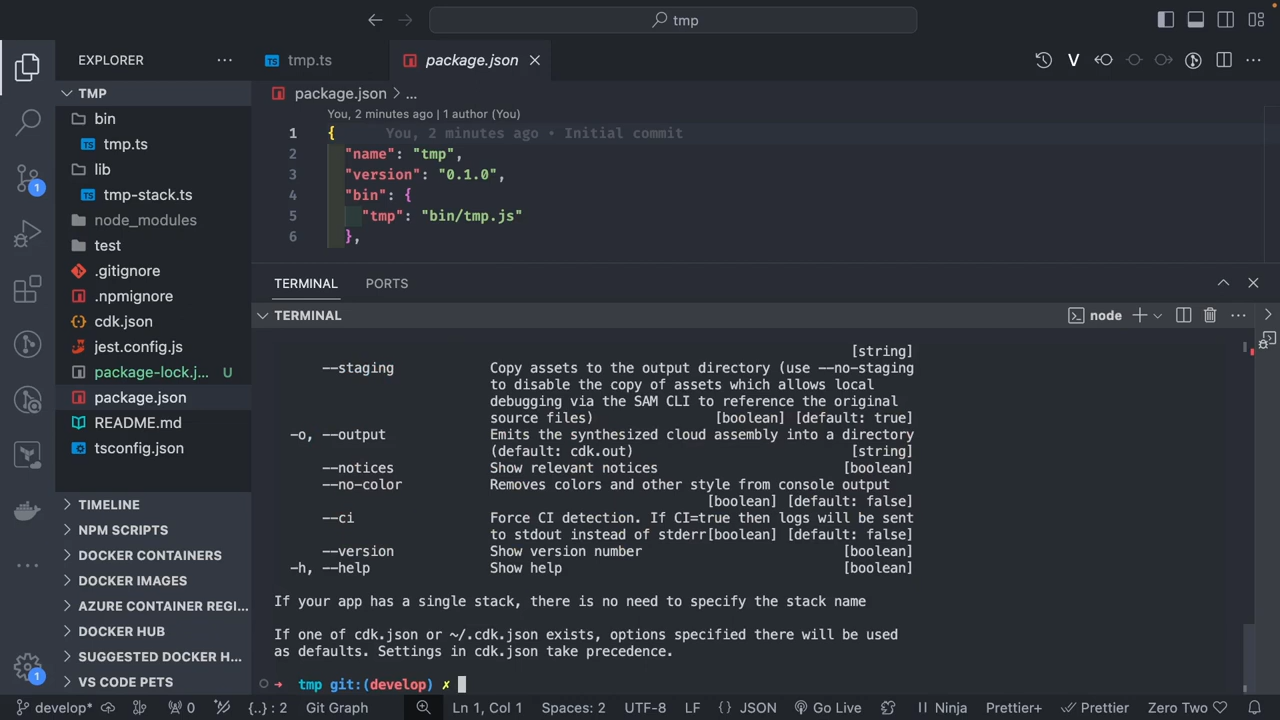 tmp
EXPLORER
tmp.ts
package.json
TMP
bin
tmp.ts
lib
tmp-stack.ts
node_modules
test
.gitignore
.npmignore
cdk.json
jest.config.js
package-lock.j... U
package.json
README.md
tsconfig.json
TIMELINE
NPM SCRIPTS
DOCKER CONTAINERS
DOCKER IMAGES
AZURE CONTAINER REGI...
DOCKER HUB
SUGGESTED DOCKER H...
VS CODE PETS
1
1
V
package.json > ...
You, 2 minutes ago | 1 author (You)
1 { You, 2 minutes ago • Initial commit
2 "name": "tmp",
3 "version": "0.1.0",
4 "bin": {
5 "tmp": "bin/tmp.js"
6 },
TERMINAL PORTS
TERMINAL
node
[string]
--staging Copy assets to the output directory (use --no-staging
to disable the copy of assets which allows local
debugging via the SAM CLI to reference the original
source files) [boolean] [default: true]
-o, --output Emits the synthesized cloud assembly into a directory
(default: cdk.out) [string]
--notices Show relevant notices [boolean]
--no-color Removes colors and other style from console output
[boolean] [default: false]
--ci Force CI detection. If CI=true then logs will be sent
to stdout instead of stderr[boolean] [default: false]
--version Show version number [boolean]
-h, --help Show help [boolean]
If your app has a single stack, there is no need to specify the stack name
If one of cdk.json or ~/.cdk.json exists, options specified there will be used
as defaults. Settings in cdk.json take precedence.
➜ tmp git:(develop) ✗
develop* 0 {..} : 2 Git Graph Ln 1, Col 1 Spaces: 2 UTF-8 LF { } JSON Go Live Ninja Prettier+ Prettier Zero Two